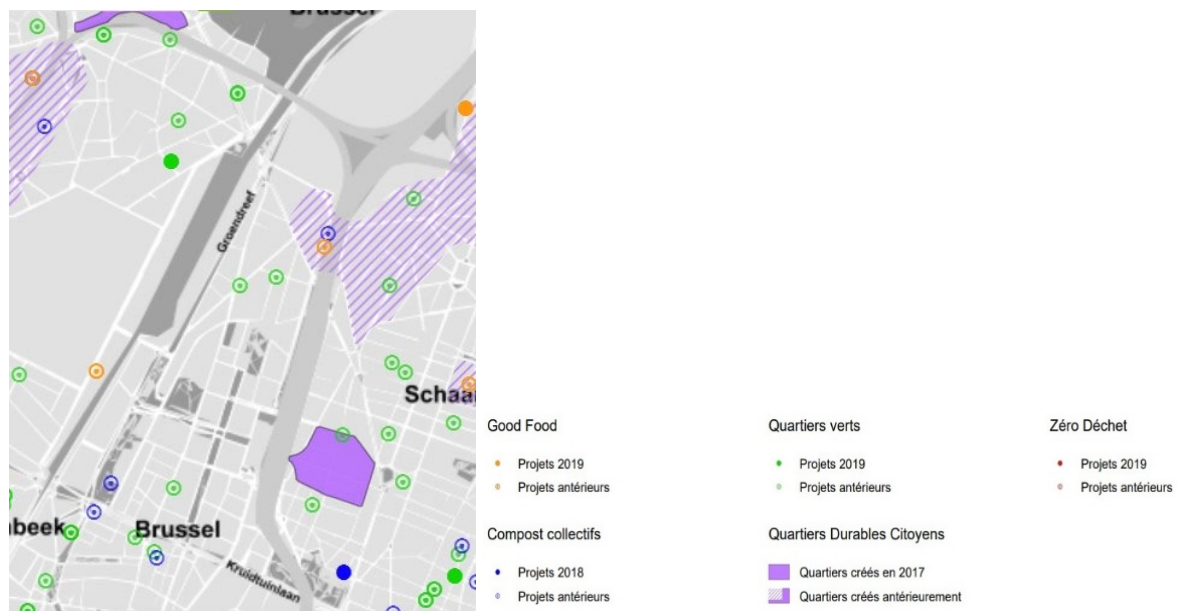 Brussel
Groendreef
Schaar
nbeek
Brussel
Kruidtuinlaan
Good Food
Projets 2019
Projets antérieurs
Quartiers verts
Projets 2019
Projets antérieurs
Zéro Déchet
Projets 2019
Projets antérieurs
Compost collectifs
Projets 2018
Projets antérieurs
Quartiers Durables Citoyens
Quartiers créés en 2017
Quartiers créés antérieurement